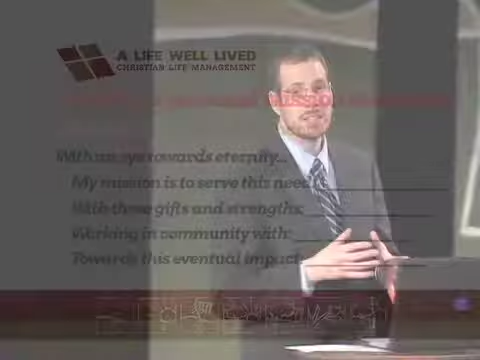 A LIFE WELL LIVED
CHRISTIAN LIFE MANAGEMENT
personal mission
With an eye towards eternity...
My mission is to serve this need
With these gifts and strengths:
Working in community with:
Towards this eventual impact: